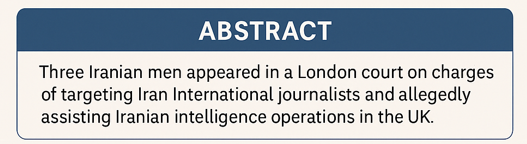 ABSTRACT
Three Iranian men appeared in a London court on charges
of targeting Iran International journalists and allegedly
assisting Iranian intelligence operations in the UK.